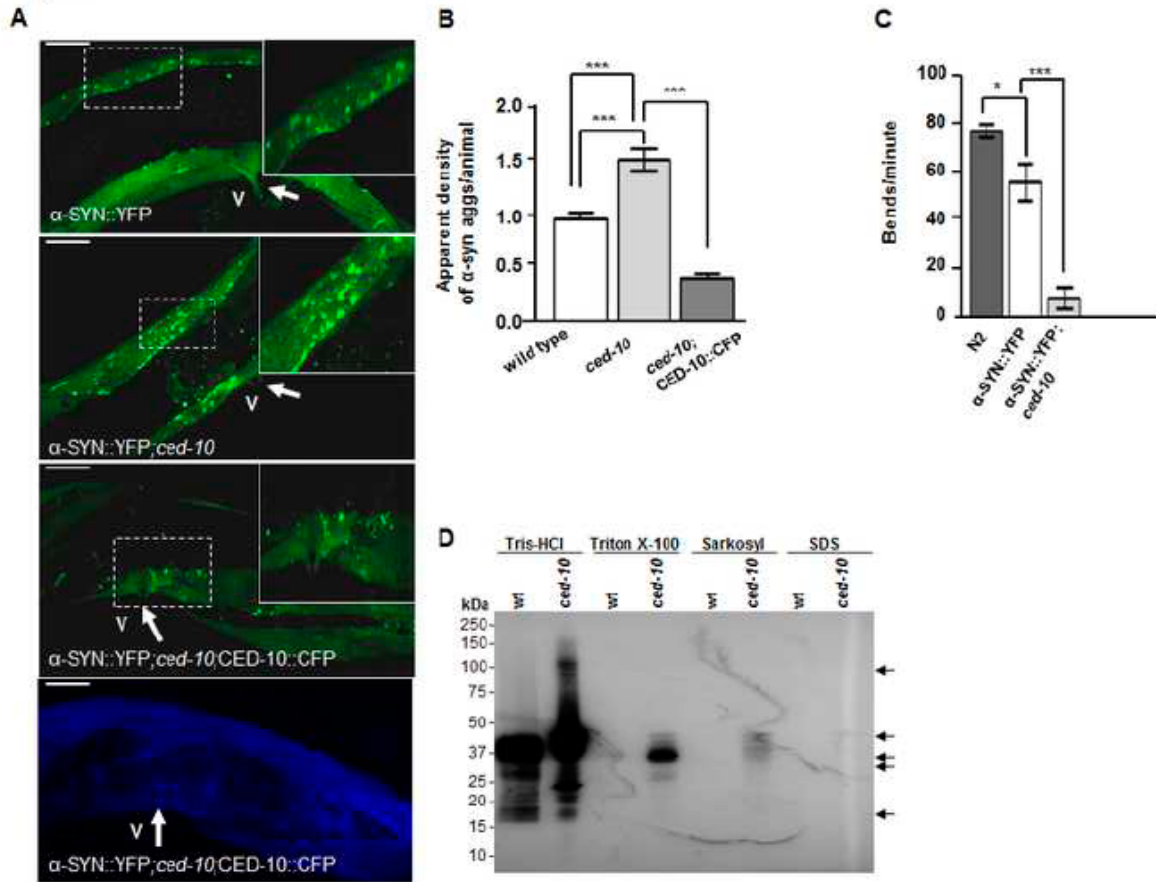 A
α-SYN::YFP
V
α-SYN::YFP;ced-10
V
α-SYN::YFP;ced-10;CED-10::CFP
V
α-SYN::YFP;ced-10;CED-10::CFP
V
B
Apparent density
of α-syn aggs/animal
2.0
1.5
1.0
0.5
0.0
***
***
***
wild type
ced-10
ced-10;
CED-10::CFP
C
Bends/minute
100
80
60
40
20
0
*
***
N2
α-SYN::YFP
α-SYN::YFP;
ced-10
D
Tris-HCl Triton X-100 Sarkosyl SDS
wt ced-10 wt ced-10 wt ced-10 wt ced-10
kDa
250
150
100
75
50
37
25
20
15
10